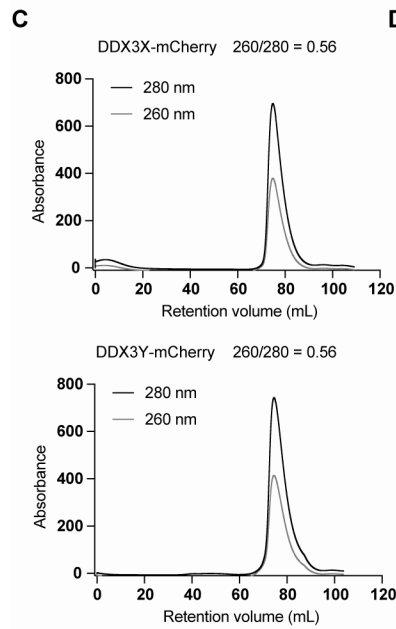 C
DDX3X-mCherry 260/280 = 0.56
280 nm
260 nm
800
600
400
200
0
Absorbance
0 20 40 60 80 100 120
Retention volume (mL)
DDX3Y-mCherry 260/280 = 0.56
280 nm
260 nm
800
600
400
200
0
Absorbance
0 20 40 60 80 100 120
Retention volume (mL)